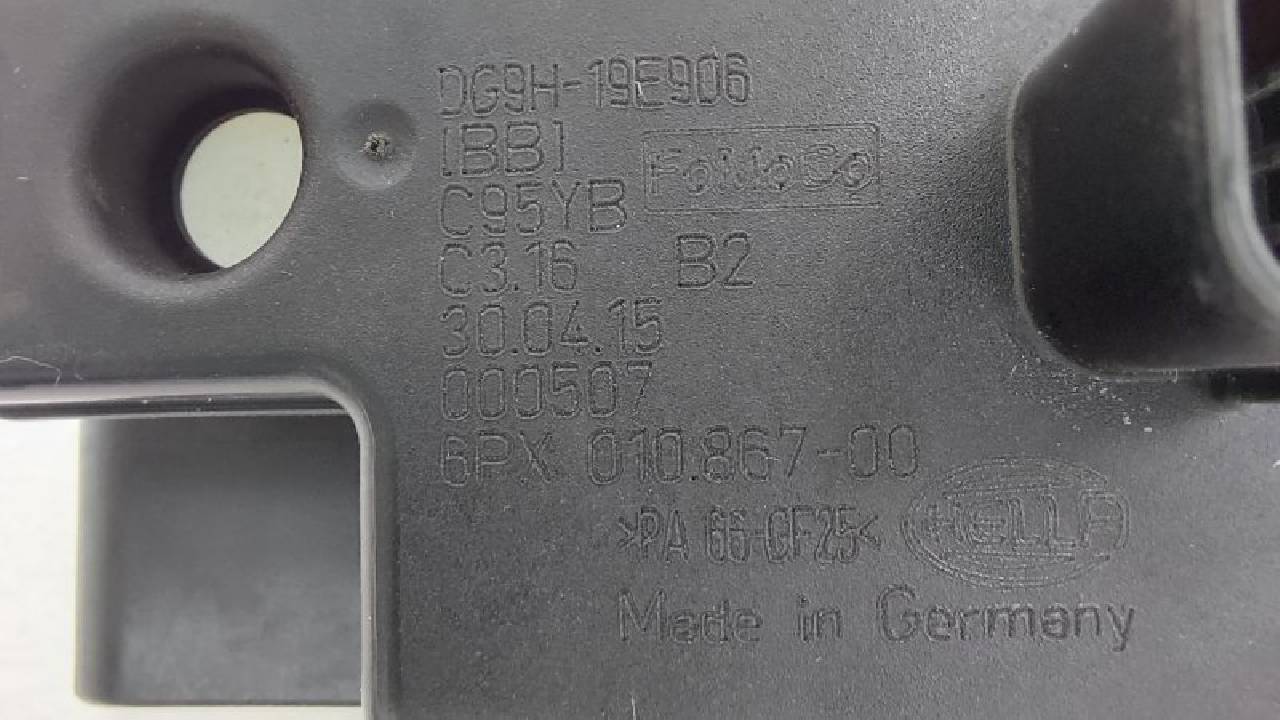 DG9H-19E906
[BB]
FoMoCo
C95YB
C3.16 B2
30.04.15
000507
6PX 010.867-00
>PA 66-GF25<
HELLA
Made in Germany